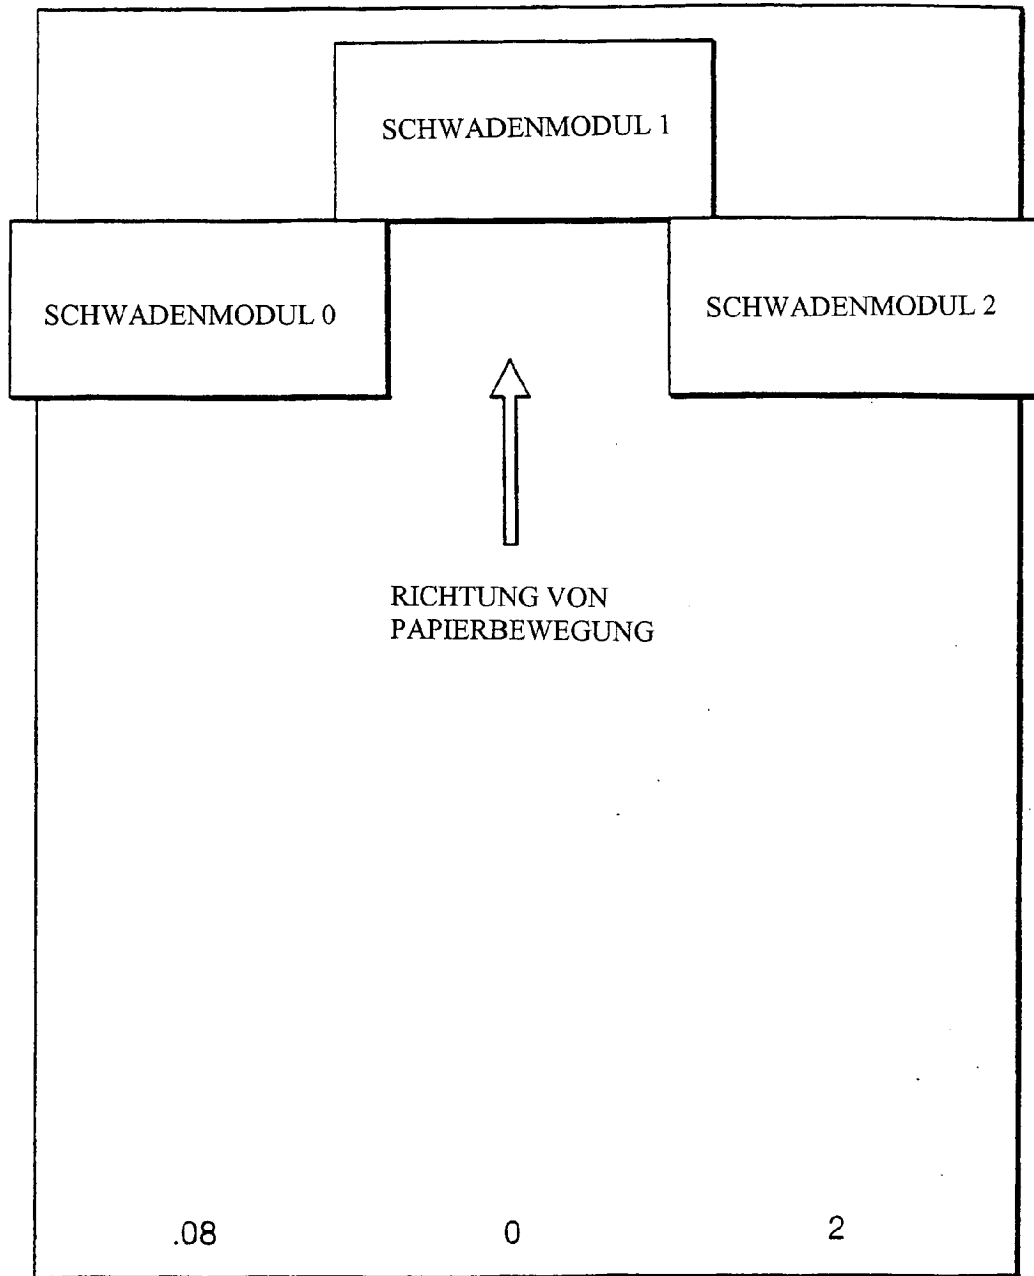 SCHWADENMODUL 1
SCHWADENMODUL 0
SCHWADENMODUL 2
RICHTUNG VON
PAPIERBEWEGUNG
.08
0
2